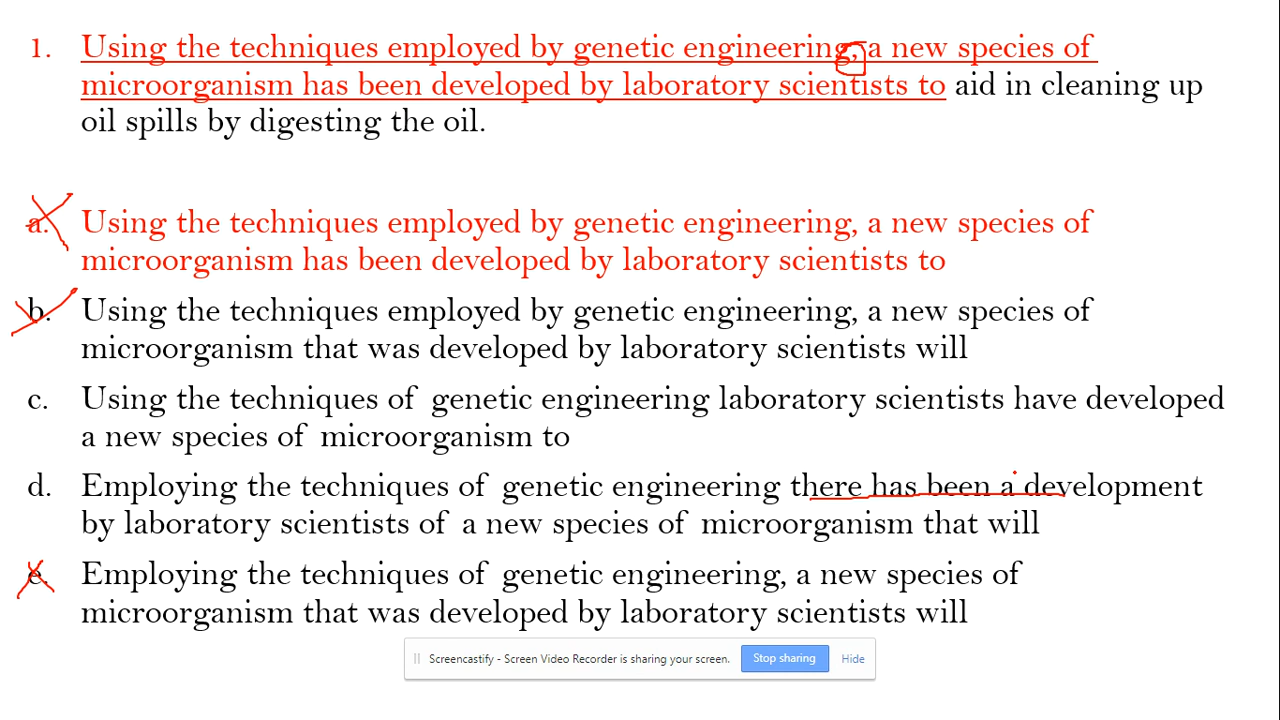 1. Using the techniques employed by genetic engineering, a new species of
microorganism has been developed by laboratory scientists to aid in cleaning up
oil spills by digesting the oil.
a. Using the techniques employed by genetic engineering, a new species of
microorganism has been developed by laboratory scientists to
b. Using the techniques employed by genetic engineering, a new species of
microorganism that was developed by laboratory scientists will
c. Using the techniques of genetic engineering laboratory scientists have developed
a new species of microorganism to
d. Employing the techniques of genetic engineering there has been a development
by laboratory scientists of a new species of microorganism that will
e. Employing the techniques of genetic engineering, a new species of
microorganism that was developed by laboratory scientists will
Screencastify - Screen Video Recorder is sharing your screen. Stop sharing Hide